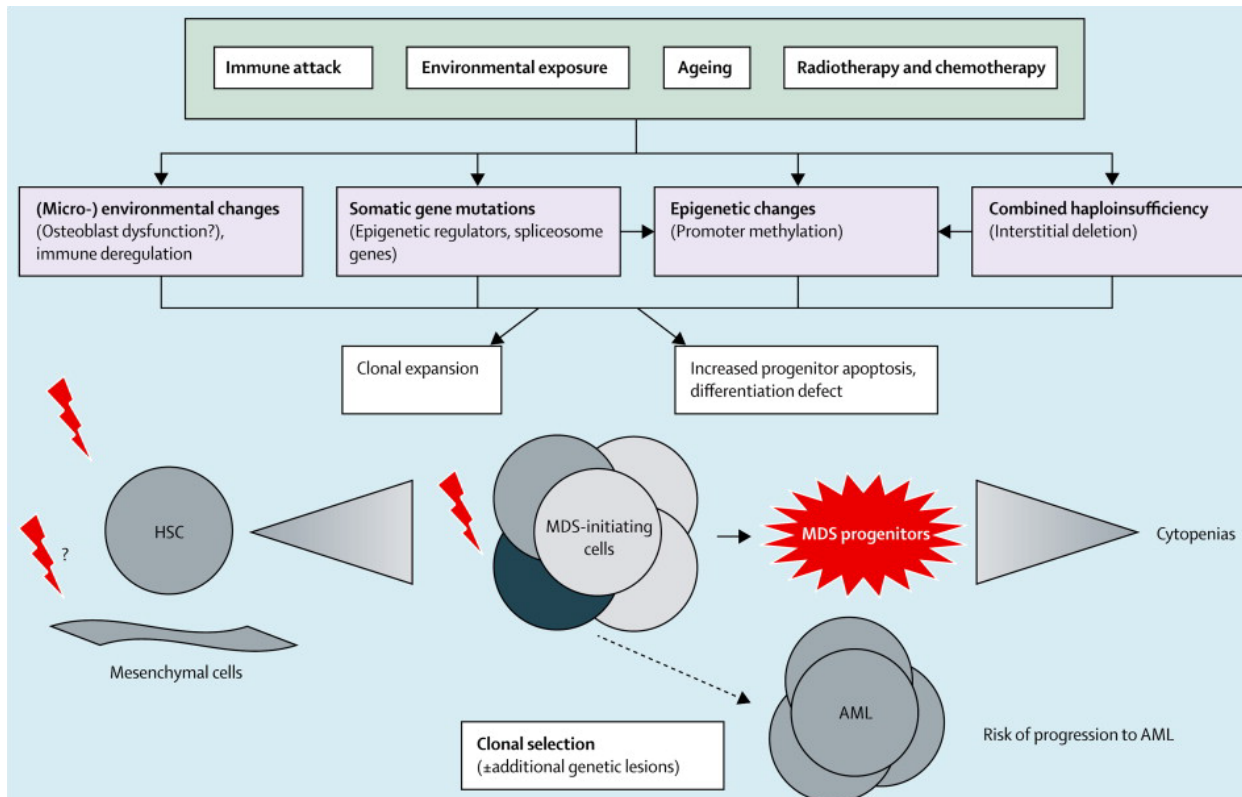 Immune attack
Environmental exposure
Ageing
Radiotherapy and chemotherapy
(Micro-) environmental changes
(Osteoblast dysfunction?),
immune deregulation
Somatic gene mutations
(Epigenetic regulators, spliceosome
genes)
Epigenetic changes
(Promoter methylation)
Combined haploinsufficiency
(Interstitial deletion)
Clonal expansion
Increased progenitor apoptosis,
differentiation defect
HSC
?
Mesenchymal cells
MDS-initiating
cells
MDS progenitors
Cytopenias
AML
Risk of progression to AML
Clonal selection
(±additional genetic lesions)